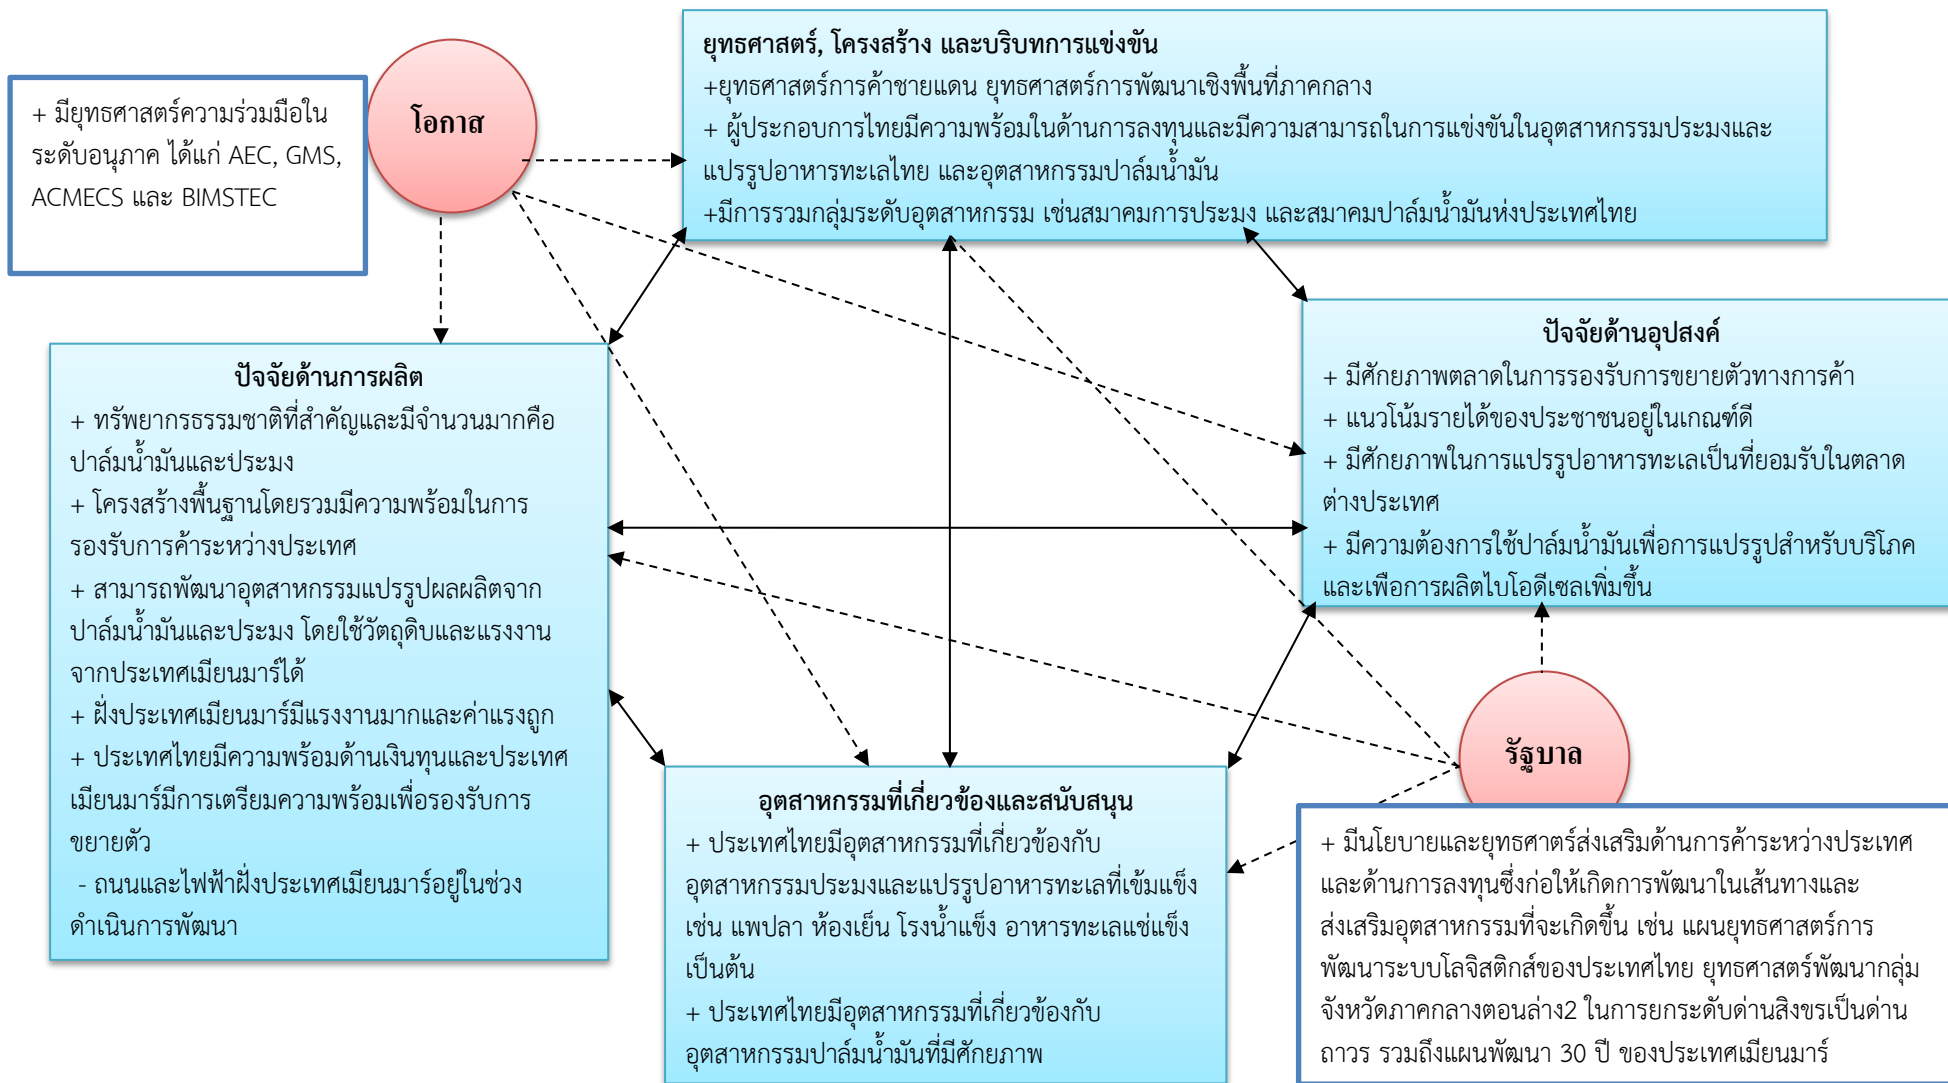 ยุทธศาสตร์, โครงสร้าง และบริบทการแข่งขัน
+ยุทธศาสตร์การค้าชายแดน ยุทธศาสตร์การพัฒนาเชิงพื้นที่ภาคกลาง
+ ผู้ประกอบการไทยมีความพร้อมในด้านการลงทุนและมีความสามารถในการแข่งขันในอุตสาหกรรมประมงและ
แปรรูปอาหารทะเลไทย และอุตสาหกรรมปาล์มน้ำมัน
+มีการรวมกลุ่มระดับอุตสาหกรรม เช่นสมาคมการประมง และสมาคมปาล์มน้ำมันห่งประเทศไทย
โอกาส
+ มียุทธศาสตร์ความร่วมมือใน
ระดับอนุภาค ได้แก่ AEC, GMS,
ACMECS และ BIMSTEC
ปัจจัยด้านการผลิต
+ ทรัพยากรธรรมชาติที่สำคัญและมีจำนวนมากคือ
ปาล์มน้ำมันและประมง
+ โครงสร้างพื้นฐานโดยรวมมีความพร้อมในการ
รองรับการค้าระหว่างประเทศ
+ สามารถพัฒนาอุตสาหกรรมแปรรูปผลผลิตจาก
ปาล์มน้ำมันและประมง โดยใช้วัตถุดิบและแรงงาน
จากประเทศเมียนมาร์ได้
+ ฝั่งประเทศเมียนมาร์มีแรงงานมากและค่าแรงถูก
+ ประเทศไทยมีความพร้อมด้านเงินทุนและประเทศ
เมียนมาร์มีการเตรียมความพร้อมเพื่อรองรับการ
ขยายตัว
- ถนนและไฟฟ้าฝั่งประเทศเมียนมาร์อยู่ในช่วง
ดำเนินการพัฒนา
ปัจจัยด้านอุปสงค์
+ มีศักยภาพตลาดในการรองรับการขยายตัวทางการค้า
+ แนวโน้มรายได้ของประชาชนอยู่ในเกณฑ์ดี
+ มีศักยภาพในการแปรรูปอาหารทะเลเป็นที่ยอมรับในตลาด
ต่างประเทศ
+ มีความต้องการใช้ปาล์มน้ำมันเพื่อการแปรรูปสำหรับบริโภค
และเพือการผลิตไบโอดีเซลเพิ่มขึ้น
อุตสาหกรรมที่เกี่ยวข้องและสนับสนุน
+ ประเทศไทยมีอุตสาหกรรมที่เกี่ยวข้องกับ
อุตสาหกรรมประมงและแปรรูปอาหารทะเลที่เข้มแข็ง
เช่น แพปลา ห้องเย็น โรงน้ำแข็ง อาหารทะเลแช่แข็ง
เป็นต้น
+ ประเทศไทยมีอุตสาหกรรมที่เกี่ยวข้องกับ
อุตสาหกรรมปาล์มน้ำมันที่มีศักยภาพ
รัฐบาล
+ มีนโยบายและยุทธศาตร์ส่งเสริมด้านการค้าระหว่างประเทศ
และด้านการลงทุนซึ่งก่อให้เกิดการพัฒนาในเส้นทางและ
ส่งเสริมอุตสาหกรรมที่จะเกิดขึ้น เช่น แผนยุทธศาสตร์การ
พัฒนาระบบโลจิสติกส์ของประเทศไทย ยุทธศาสตร์พัฒนากลุ่ม
จังหวัดภาคกลางตอนล่าง2 ในการยกระดับด่านสิงขรเป็นด่าน
ถาวร รวมถึงแผนพัฒนา 30 ปี ของประเทศเมียนมาร์